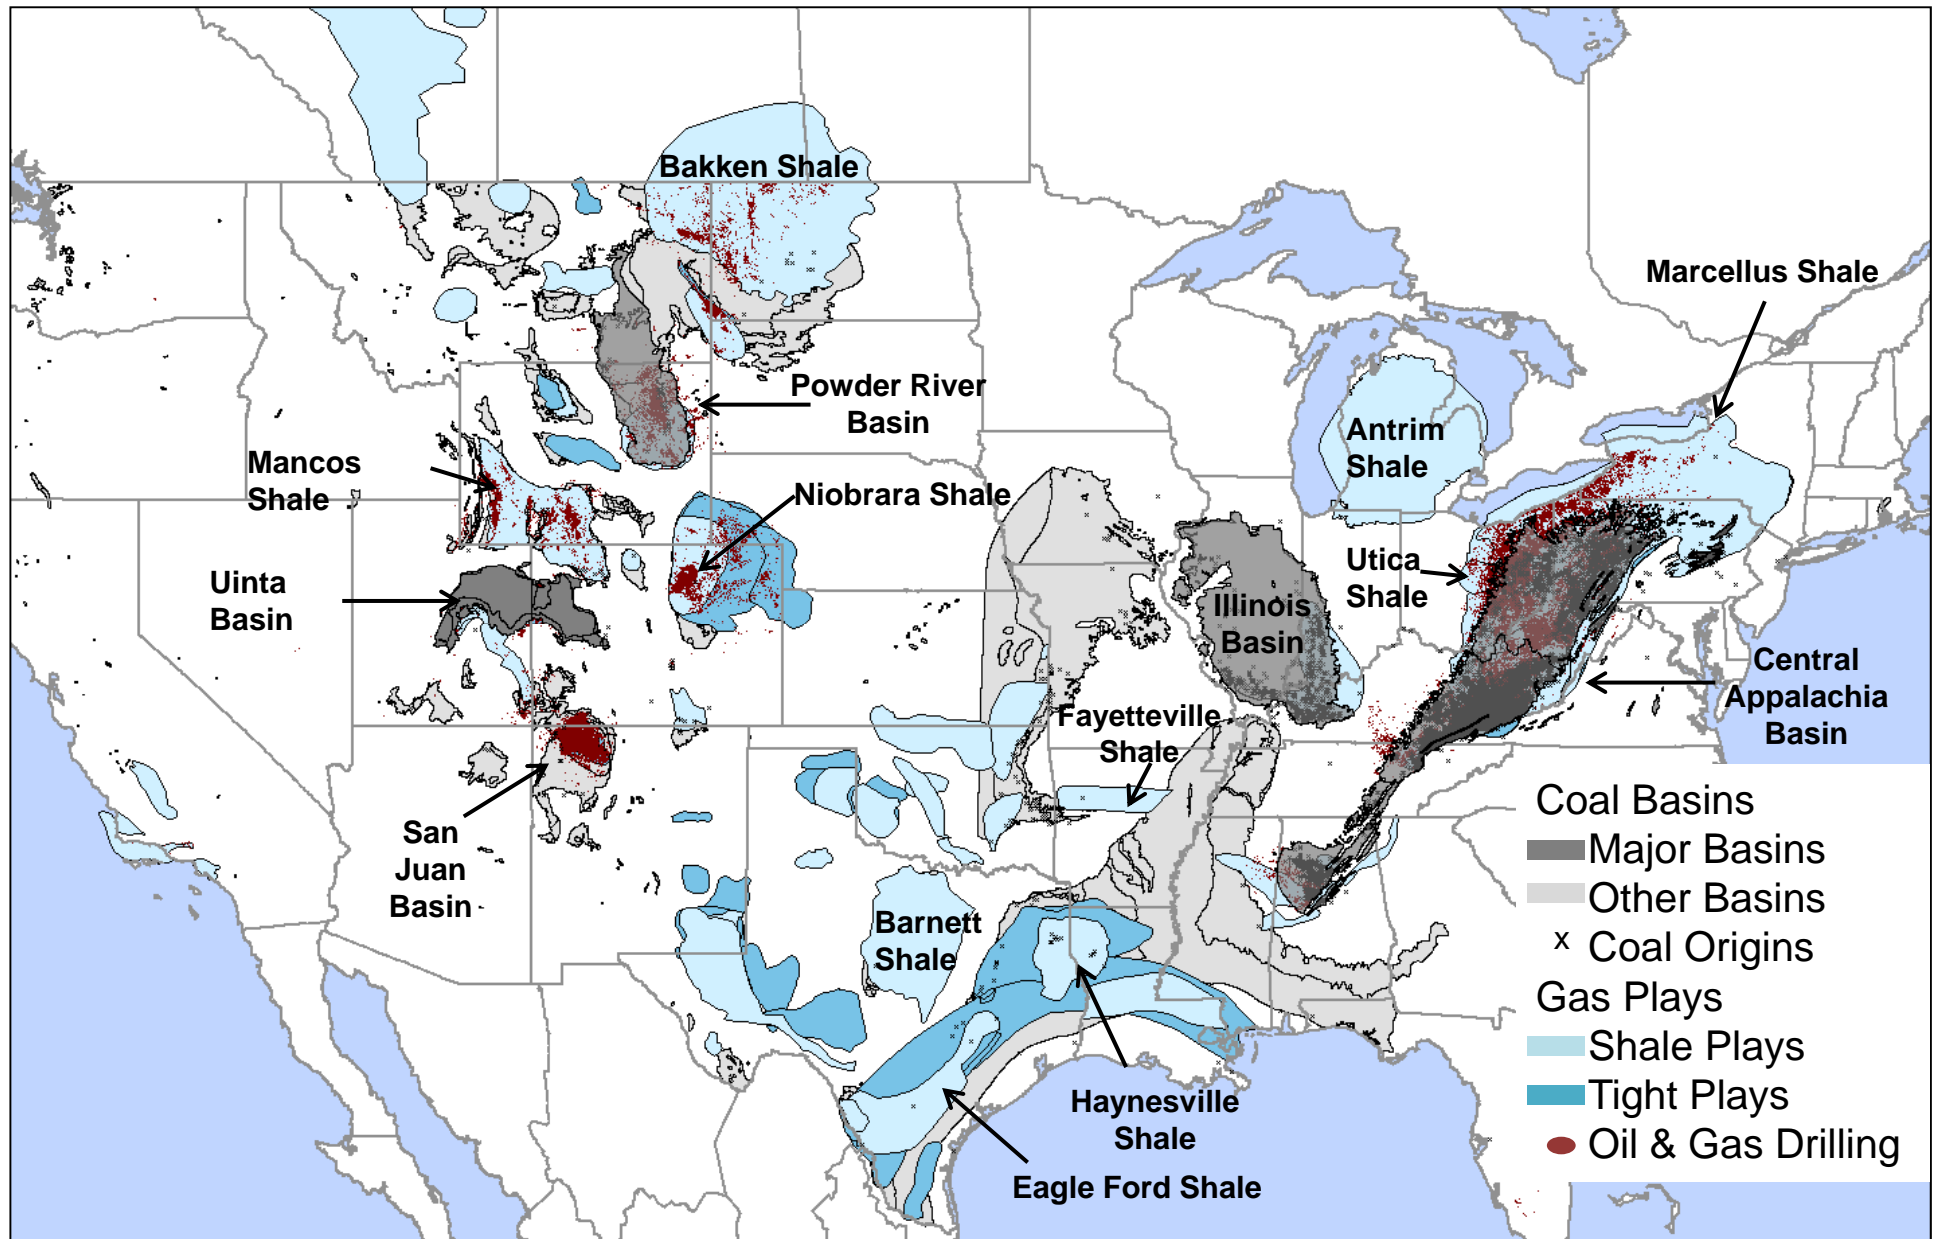 Bakken Shale
Marcellus Shale
Powder River
Basin
Antrim
Shale
Mancos
Shale
Niobrara Shale
Utica
Shale
Uinta
Basin
Illinois
Basin
Central
Appalachia
Basin
Fayetteville
Shale
San
Juan
Basin
Barnett
Shale
Haynesville
Shale
Eagle Ford Shale
Coal Basins
Major Basins
Other Basins
x Coal Origins
Gas Plays
Shale Plays
Tight Plays
Oil & Gas Drilling